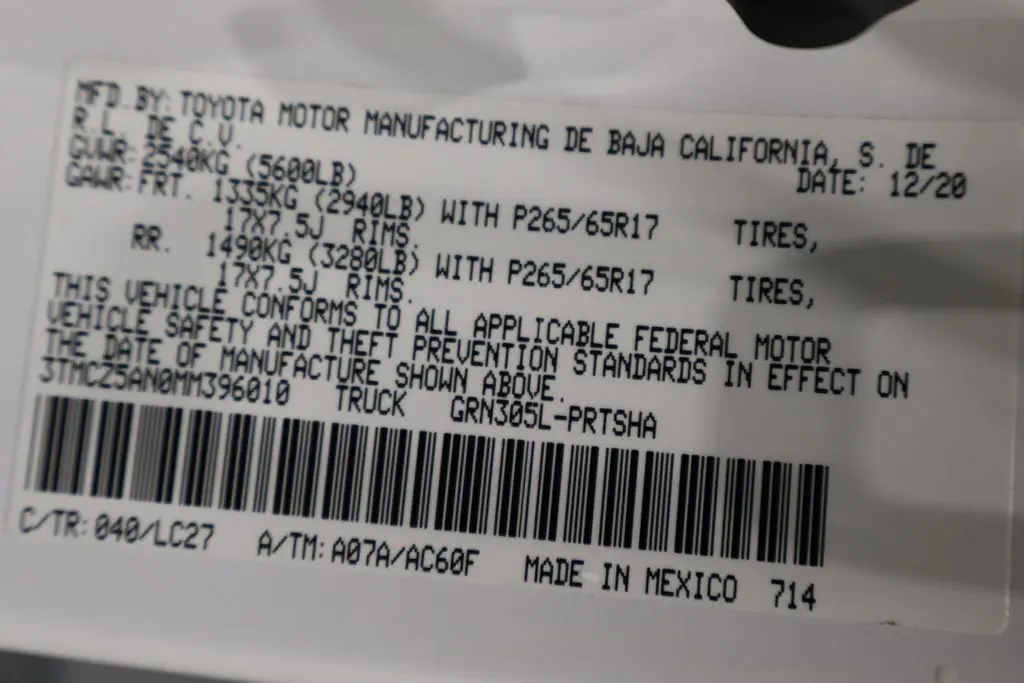 MFD. BY: TOYOTA MOTOR MANUFACTURING DE BAJA CALIFORNIA, S. DE
R.L. DE C.V. DATE: 12/20
GVWR: 2540KG (5600LB)
GAWR: FRT. 1335KG (2940LB) WITH P265/65R17 TIRES,
17X7.5J RIMS.
RR. 1490KG (3280LB) WITH P265/65R17 TIRES,
17X7.5J RIMS.
THIS VEHICLE CONFORMS TO ALL APPLICABLE FEDERAL MOTOR
VEHICLE SAFETY AND THEFT PREVENTION STANDARDS IN EFFECT ON
THE DATE OF MANUFACTURE SHOWN ABOVE.
3TMCZ5AN0MM396010 TRUCK GRN305L-PRTSHA
C/TR: 040/LC27 A/TM: A07A/AC60F MADE IN MEXICO 714